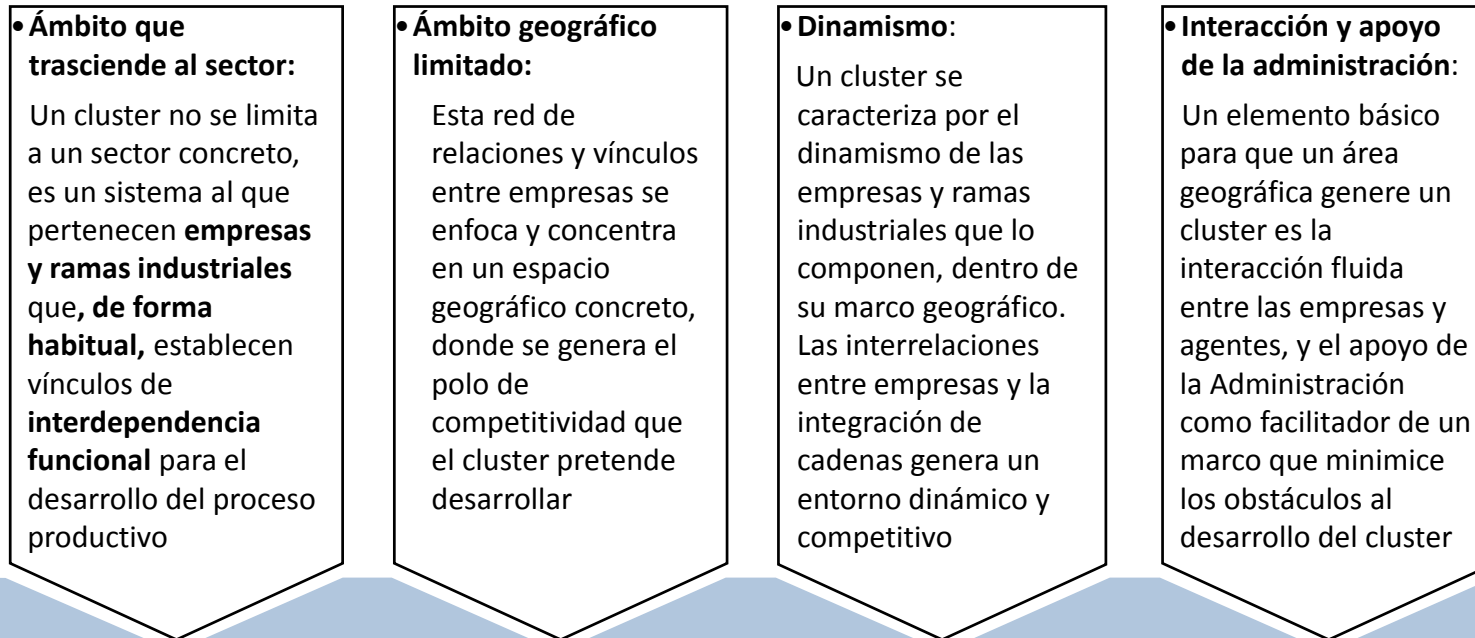 •Ámbito que
trasciende al sector:
Un cluster no se limita
a un sector concreto,
es un sistema al que
pertenecen empresas
y ramas industriales
que, de forma
habitual, establecen
vínculos de
interdependencia
funcional para el
desarrollo del proceso
productivo
•Ámbito geográfico
limitado:
Esta red de
relaciones y vínculos
entre empresas se
enfoca y concentra
en un espacio
geográfico concreto,
donde se genera el
polo de
competitividad que
el cluster pretende
desarrollar
•Dinamismo:
Un cluster se
caracteriza por el
dinamismo de las
empresas y ramas
industriales que lo
componen, dentro de
su marco geográfico.
Las interrelaciones
entre empresas y la
integración de
cadenas genera un
entorno dinámico y
competitivo
•Interacción y apoyo
de la administración:
Un elemento básico
para que un área
geográfica genere un
cluster es la
interacción fluida
entre las empresas y
agentes, y el apoyo de
la Administración
como facilitador de un
marco que minimice
los obstáculos al
desarrollo del cluster